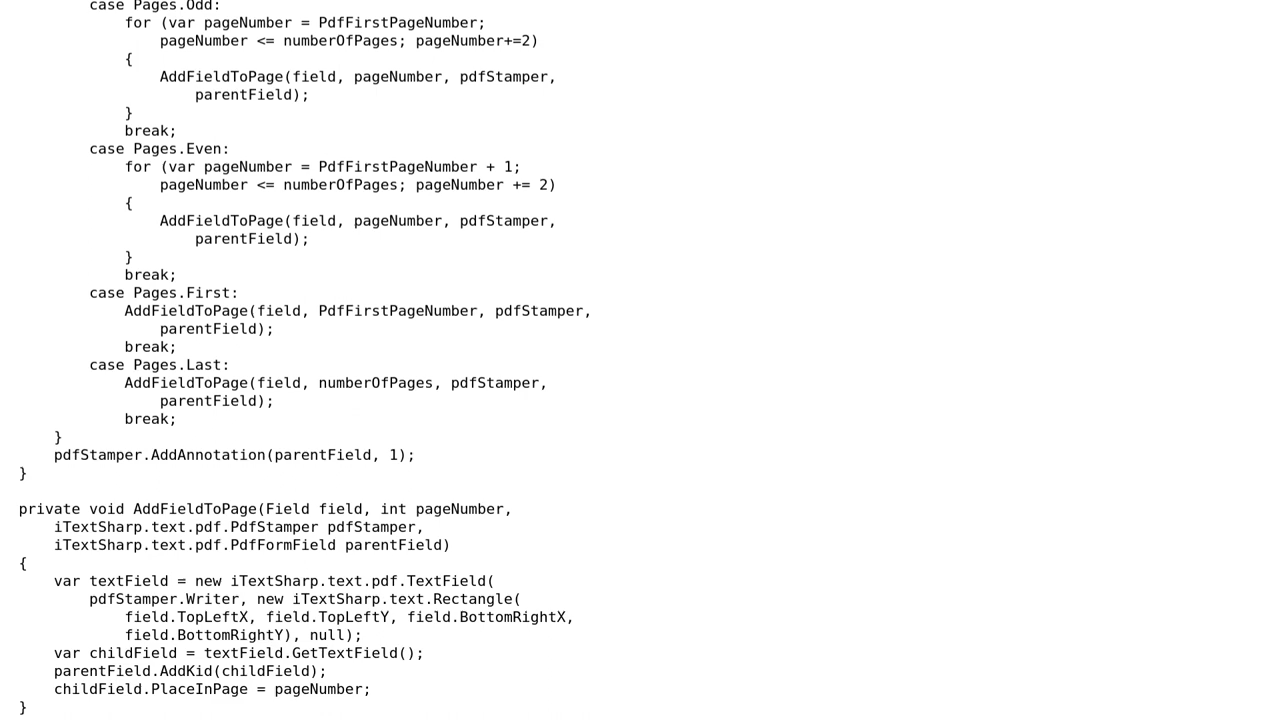 case Pages.Odd:
for (var pageNumber = PdfFirstPageNumber;
pageNumber <= numberOfPages; pageNumber+=2)
{
AddFieldToPage(field, pageNumber, pdfStamper,
parentField);
}
break;
case Pages.Even:
for (var pageNumber = PdfFirstPageNumber + 1;
pageNumber <= numberOfPages; pageNumber += 2)
{
AddFieldToPage(field, pageNumber, pdfStamper,
parentField);
}
break;
case Pages.First:
AddFieldToPage(field, PdfFirstPageNumber, pdfStamper,
parentField);
break;
case Pages.Last:
AddFieldToPage(field, numberOfPages, pdfStamper,
parentField);
break;
}
pdfStamper.AddAnnotation(parentField, 1);
}
private void AddFieldToPage(Field field, int pageNumber,
iTextSharp.text.pdf.PdfStamper pdfStamper,
iTextSharp.text.pdf.PdfFormField parentField)
{
var textField = new iTextSharp.text.pdf.TextField(
pdfStamper.Writer, new iTextSharp.text.Rectangle(
field.TopLeftX, field.TopLeftY, field.BottomRightX,
field.BottomRightY), null);
var childField = textField.GetTextField();
parentField.AddKid(childField);
childField.PlaceInPage = pageNumber;
}